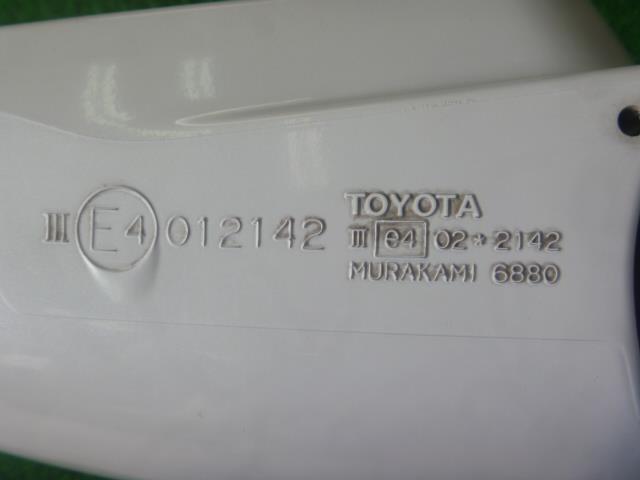 III E4 012142
TOYOTA
III e4 02*2142
MURAKAMI 6880